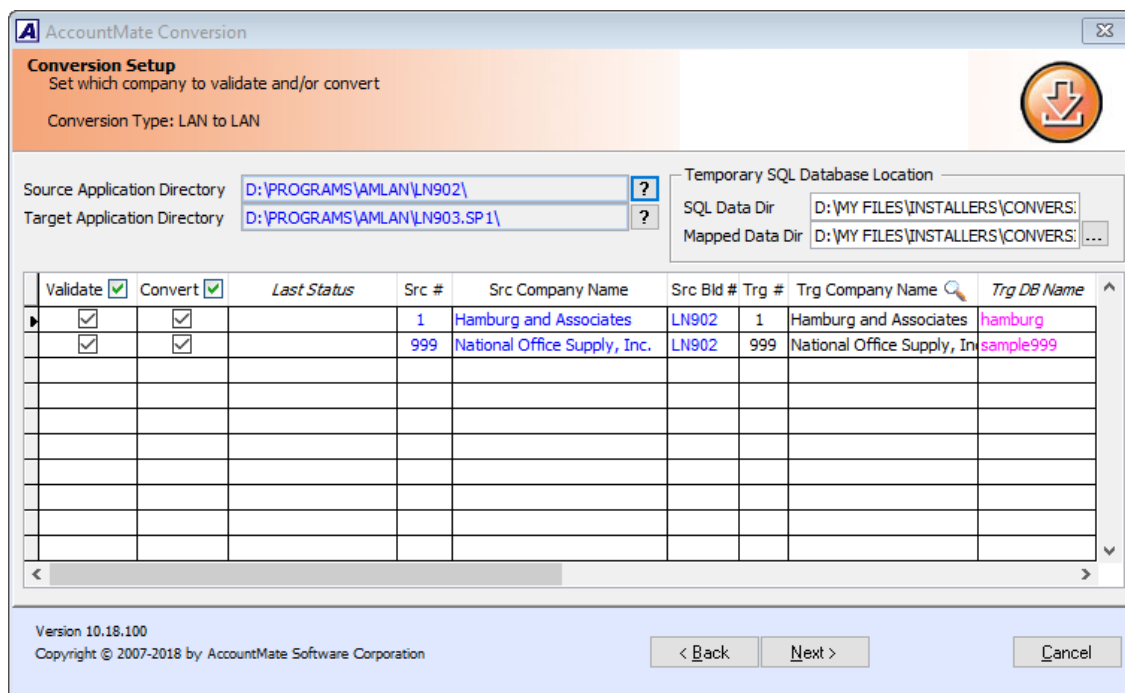 AccountMate Conversion
Conversion Setup
Set which company to validate and/or convert
Conversion Type: LAN to LAN
Source Application Directory D:\PROGRAMS\AMLAN\LN902\ ?
Target Application Directory D:\PROGRAMS\AMLAN\LN903.SP1\ ?
Temporary SQL Database Location
SQL Data Dir D:\MY FILES\INSTALLERS\CONVERSI
Mapped Data Dir D:\MY FILES\INSTALLERS\CONVERSI ...
Validate Convert Last Status Src # Src Company Name Src Bld # Trg # Trg Company Name Trg DB Name
1 Hamburg and Associates LN902 1 Hamburg and Associates hamburg
999 National Office Supply, Inc. LN902 999 National Office Supply, In sample999
Version 10.18.100
Copyright © 2007-2018 by AccountMate Software Corporation
< Back Next > Cancel